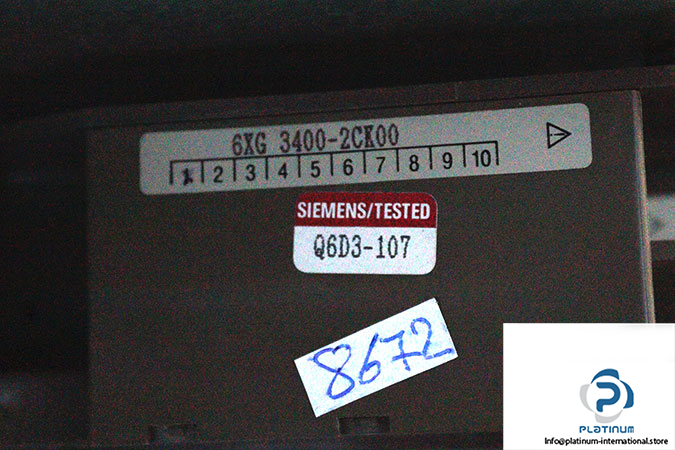 6XG 3400-2CK00
1 2 3 4 5 6 7 8 9 10
SIEMENS/TESTED
Q6D3-107
8672
PLATINUM
Info@platinum-international.store